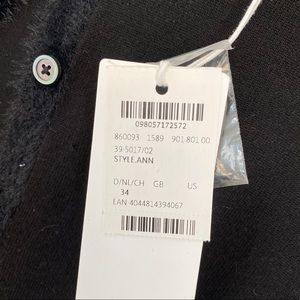 098057172572
860093 1589 901 801 00
39-5017/02
STYLE.ANN
D/NL/CH GB US
34
EAN 4044814394067